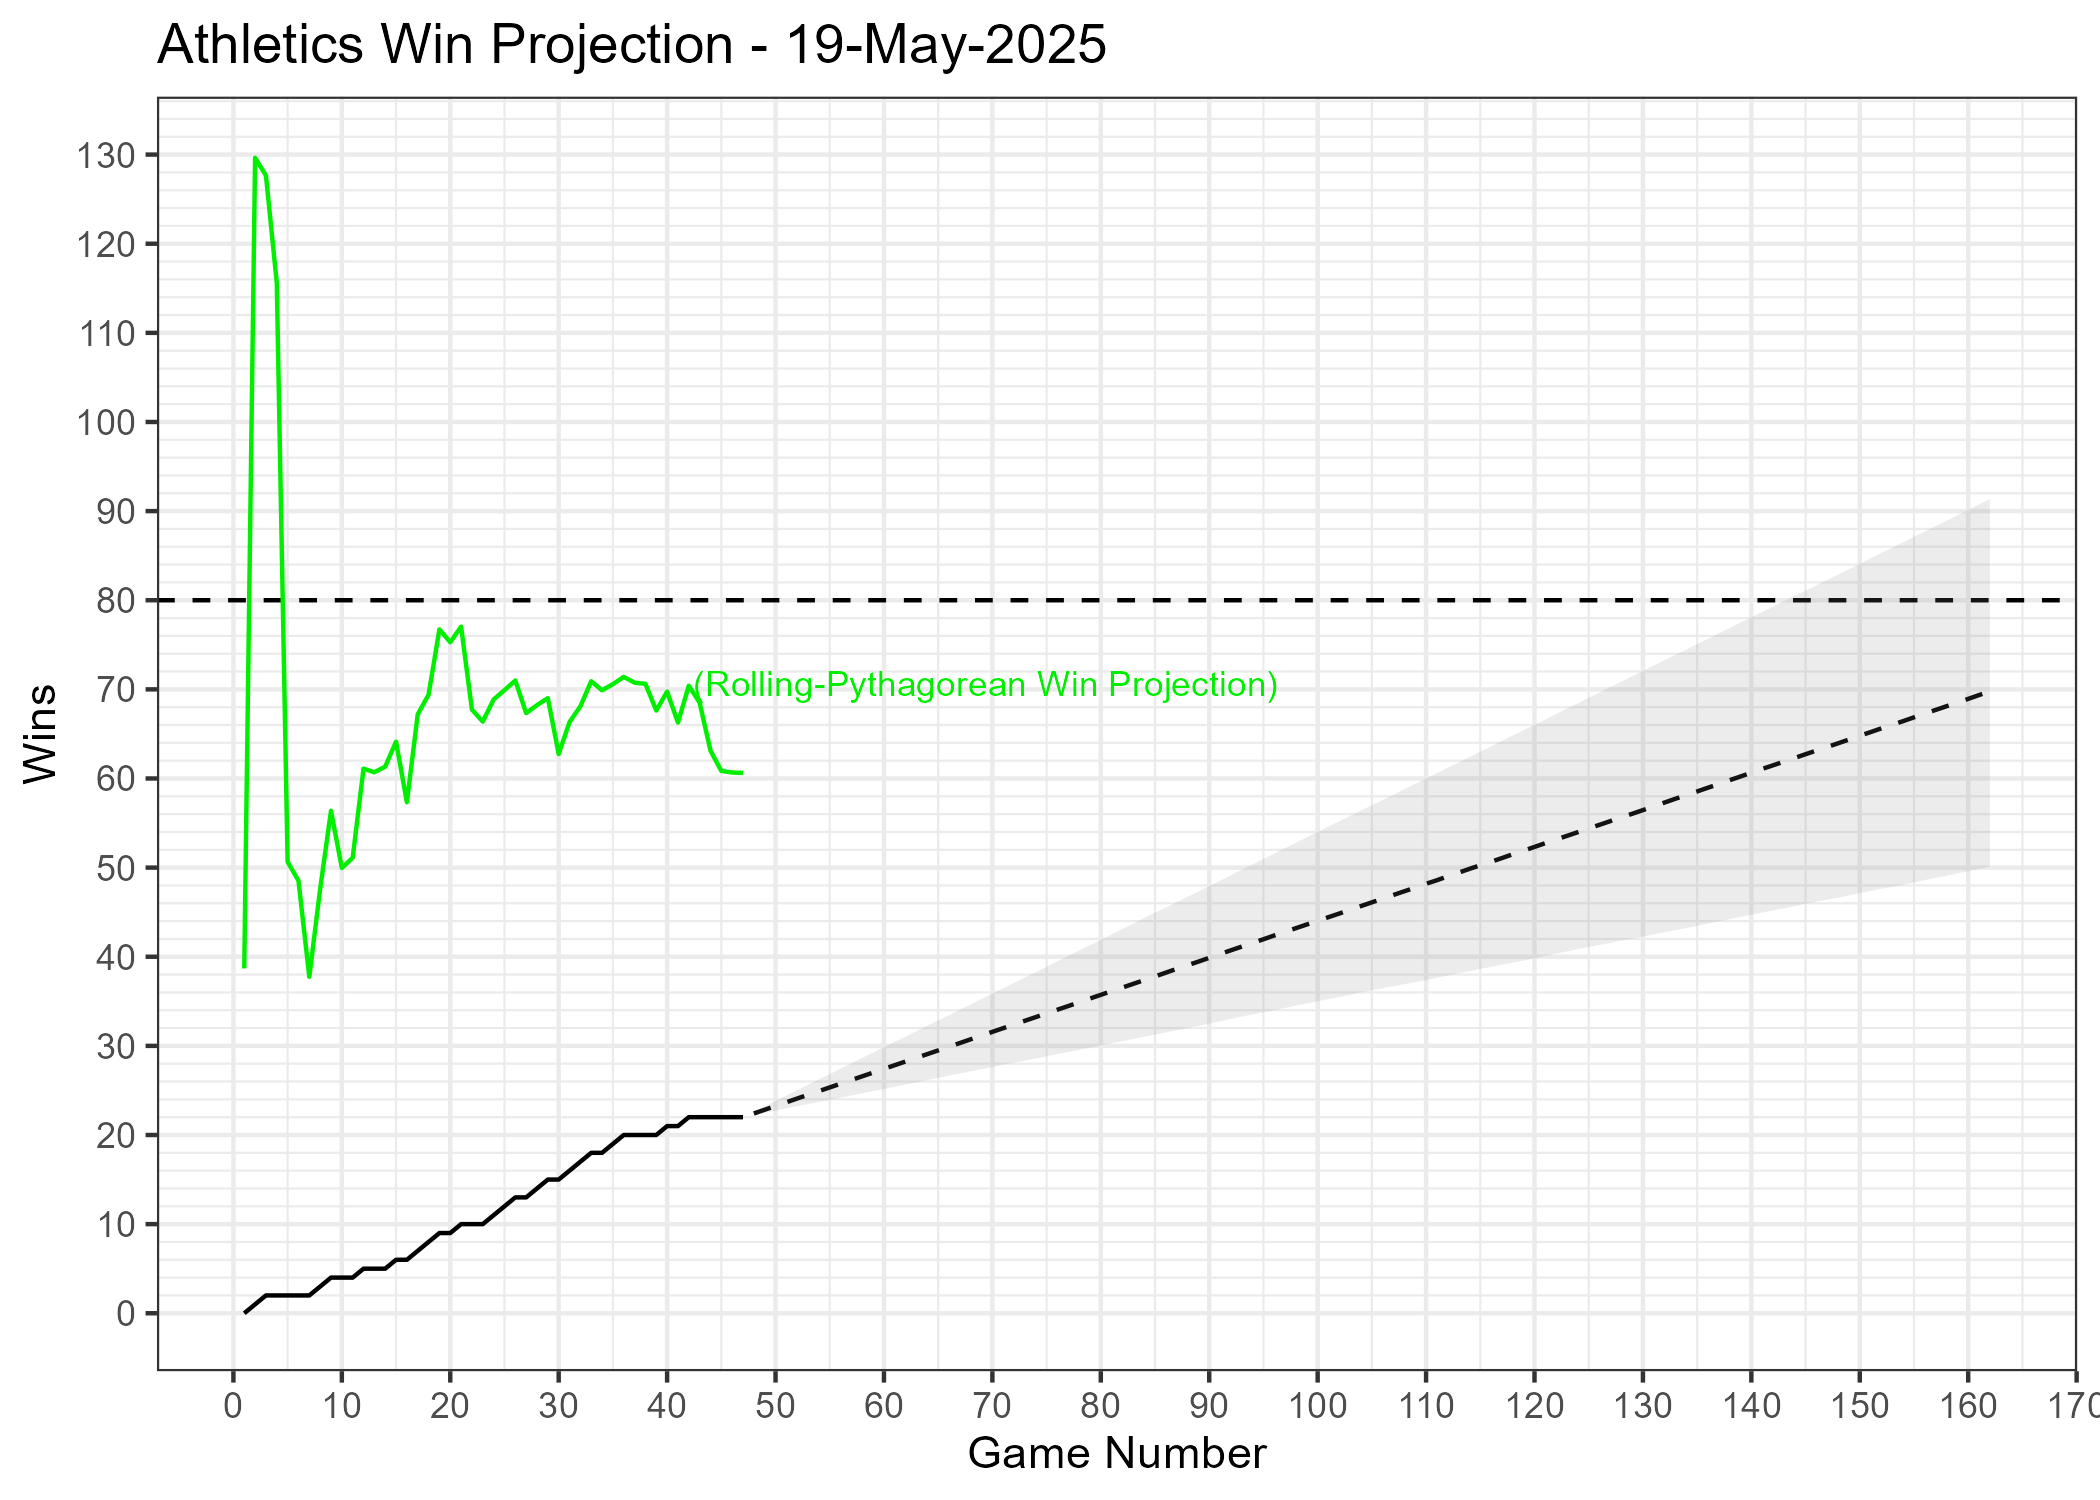 Athletics Win Projection - 19-May-2025
130
120
110
100
90
80
70
60
50
40
30
20
10
0
Wins
(Rolling-Pythagorean Win Projection)
0 10 20 30 40 50 60 70 80 90 100 110 120 130 140 150 160 170
Game Number